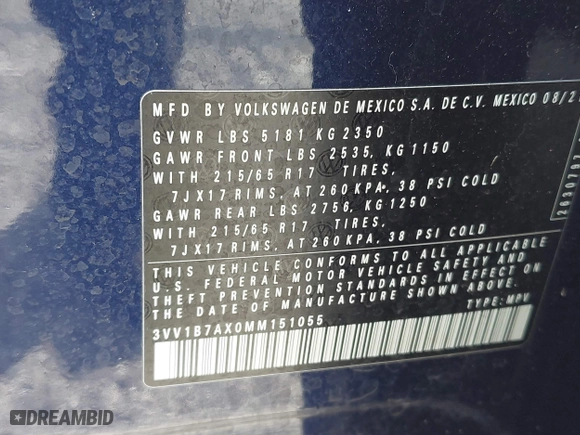 MFD BY VOLKSWAGEN DE MEXICO S.A. DE C.V. MEXICO 08/2
GVWR LBS 5181 KG 2350
GAWR FRONT LBS 2535, KG 1150
WITH 215/65 R17 TIRES,
7JX17 RIMS, AT 260 KPA, 38 PSI COLD
GAWR REAR LBS 2756, KG 1250
WITH 215/65 R17 TIRES,
7JX17 RIMS, AT 260 KPA, 38 PSI COLD
THIS VEHICLE CONFORMS TO ALL APPLICABLE
U.S. FEDERAL MOTOR VEHICLE SAFETY AND
THEFT PREVENTION STANDARDS IN EFFECT ON
THE DATE OF MANUFACTURE SHOWN ABOVE.
3VV1B7AX0MM151055 TYPE: MPV
DREAMBID